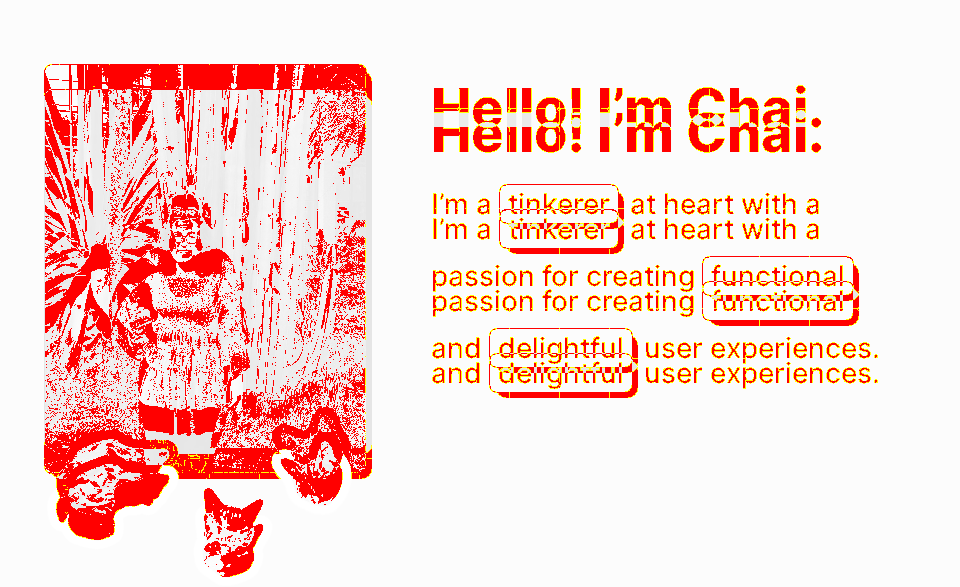 Hello! I’m Chai.
Hello! I’m Chai.
I’m a tinkerer at heart with a
I’m a tinkerer at heart with a
passion for creating functional
passion for creating functional
and delightful user experiences.
and delightful user experiences.